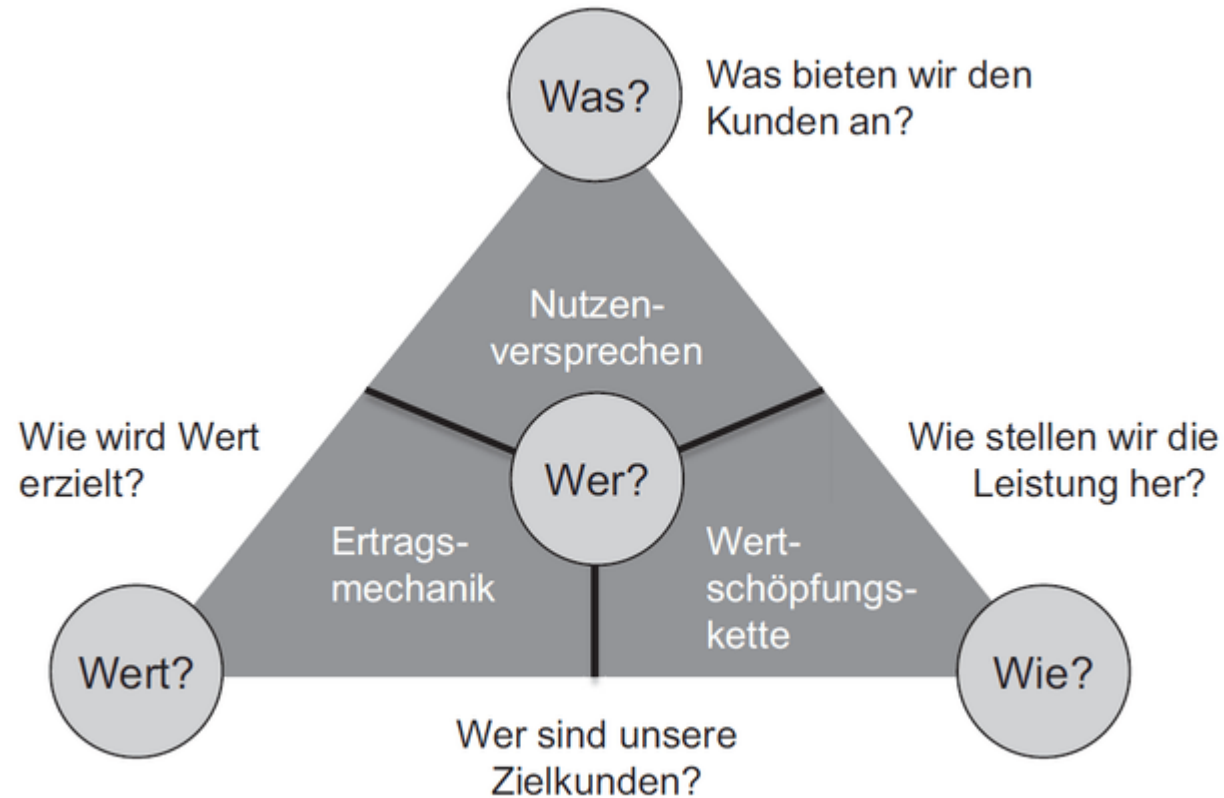 Was?
Was bieten wir den
Kunden an?
Nutzen-
versprechen
Wie wird Wert
erzielt?
Wer?
Wie stellen wir die
Leistung her?
Ertrags-
mechanik
Wert-
schöpfungs-
kette
Wert?
Wie?
Wer sind unsere
Zielkunden?